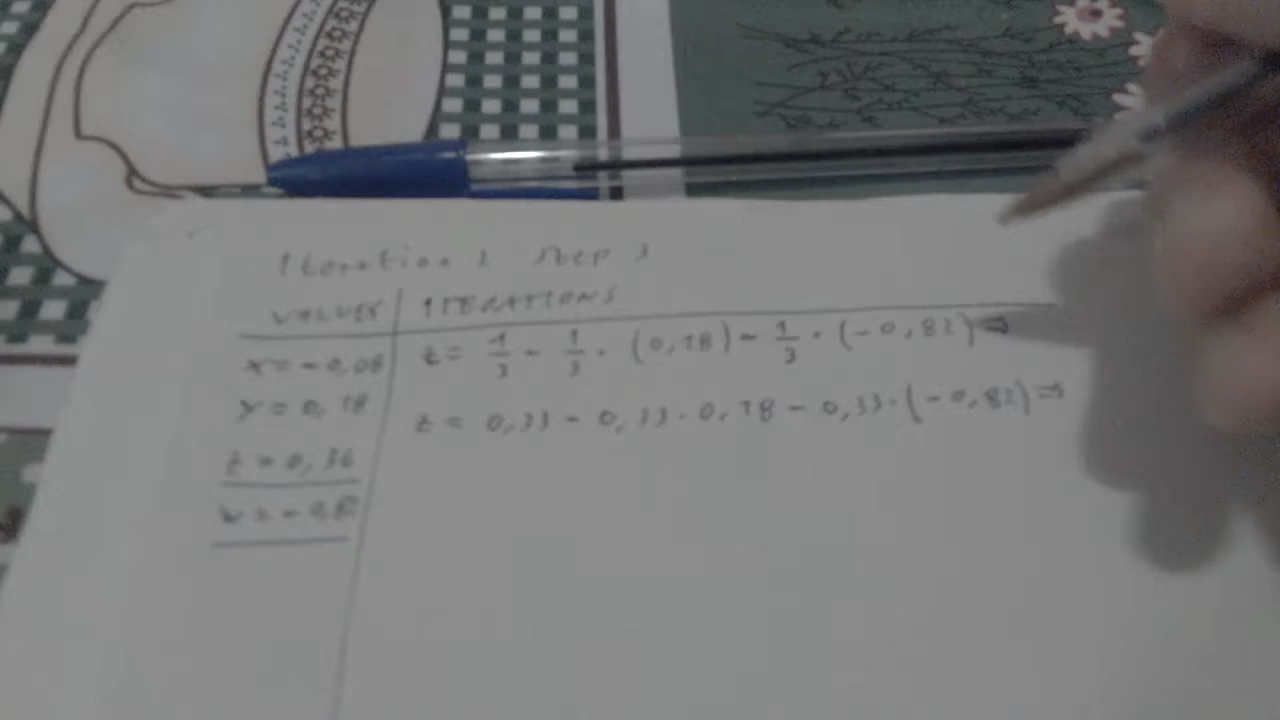 Iteration 2 step 3
VALUES ITERATIONS
x = -0,08
z = 1/3 - 1/3 · (0,18) - 1/3 · (-0,82) ⇒
y = 0,18
z = 0,33 - 0,33 · 0,18 - 0,33 · (-0,82) ⇒
z = 0,36
w = -0,82